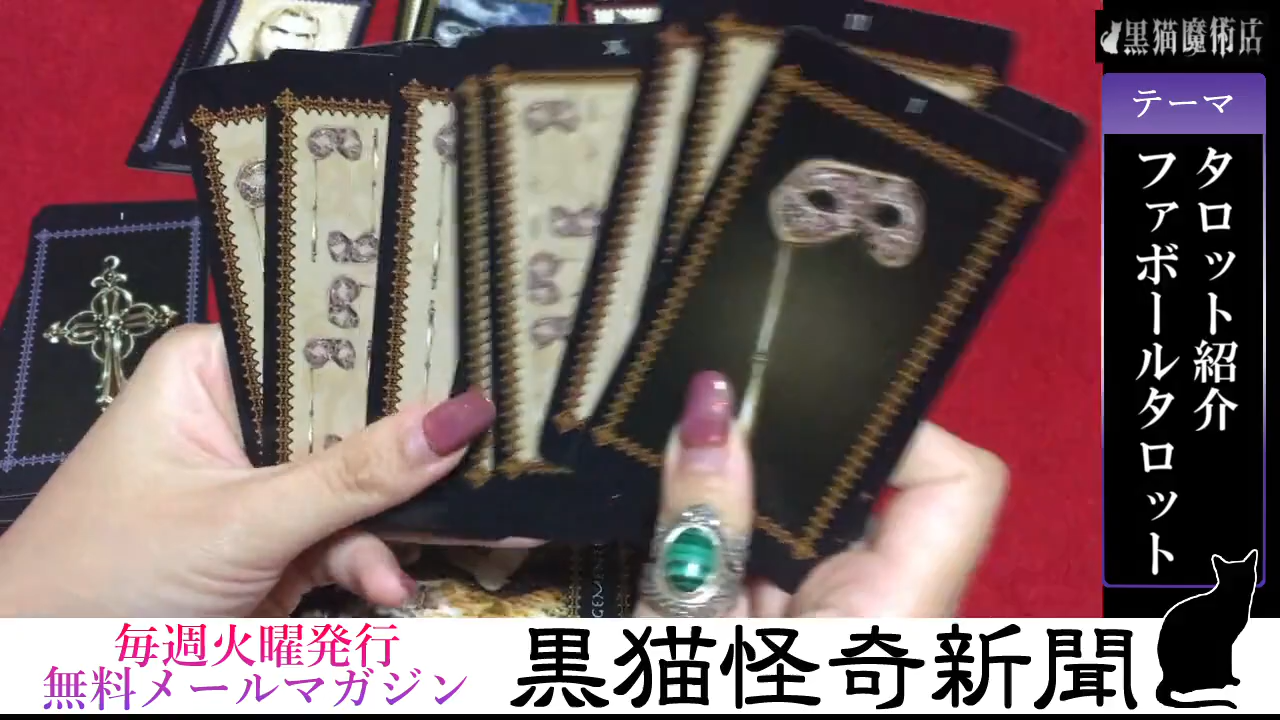 黒猫魔術店
テーマ
タロット紹介
ファボールタロット
毎週火曜発行
無料メールマガジン
黒猫怪奇新聞